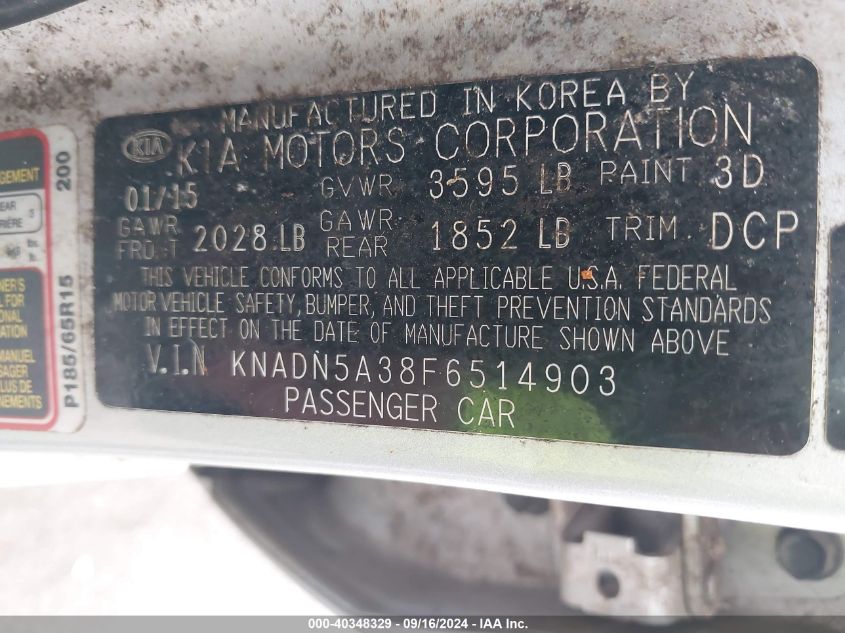 MANUFACTURED IN KOREA BY
KIA KIA MOTORS CORPORATION
01/15 GVWR 3595 LB PAINT 3D
GAWR FRONT 2028 LB GAWR REAR 1852 LB TRIM DCP
THIS VEHICLE CONFORMS TO ALL APPLICABLE U.S.A. FEDERAL
MOTOR VEHICLE SAFETY, BUMPER, AND THEFT PREVENTION STANDARDS
IN EFFECT ON THE DATE OF MANUFACTURE SHOWN ABOVE
V.I.N KNADN5A38F6514903
PASSENGER CAR
P185/65R15 200
MANUEL
000-40348329 - 09/16/2024 - IAA Inc.